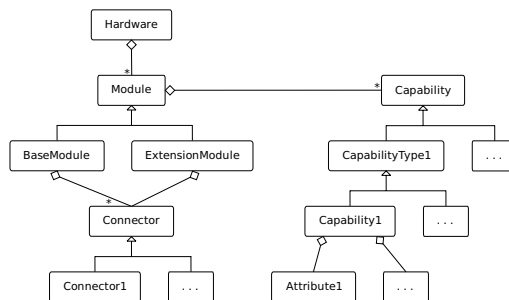 Hardware
*
Module
*
Capability
BaseModule
ExtensionModule
CapabilityType1
. . .
*
Connector
Capability1
. . .
Connector1
. . .
Attribute1
. . .